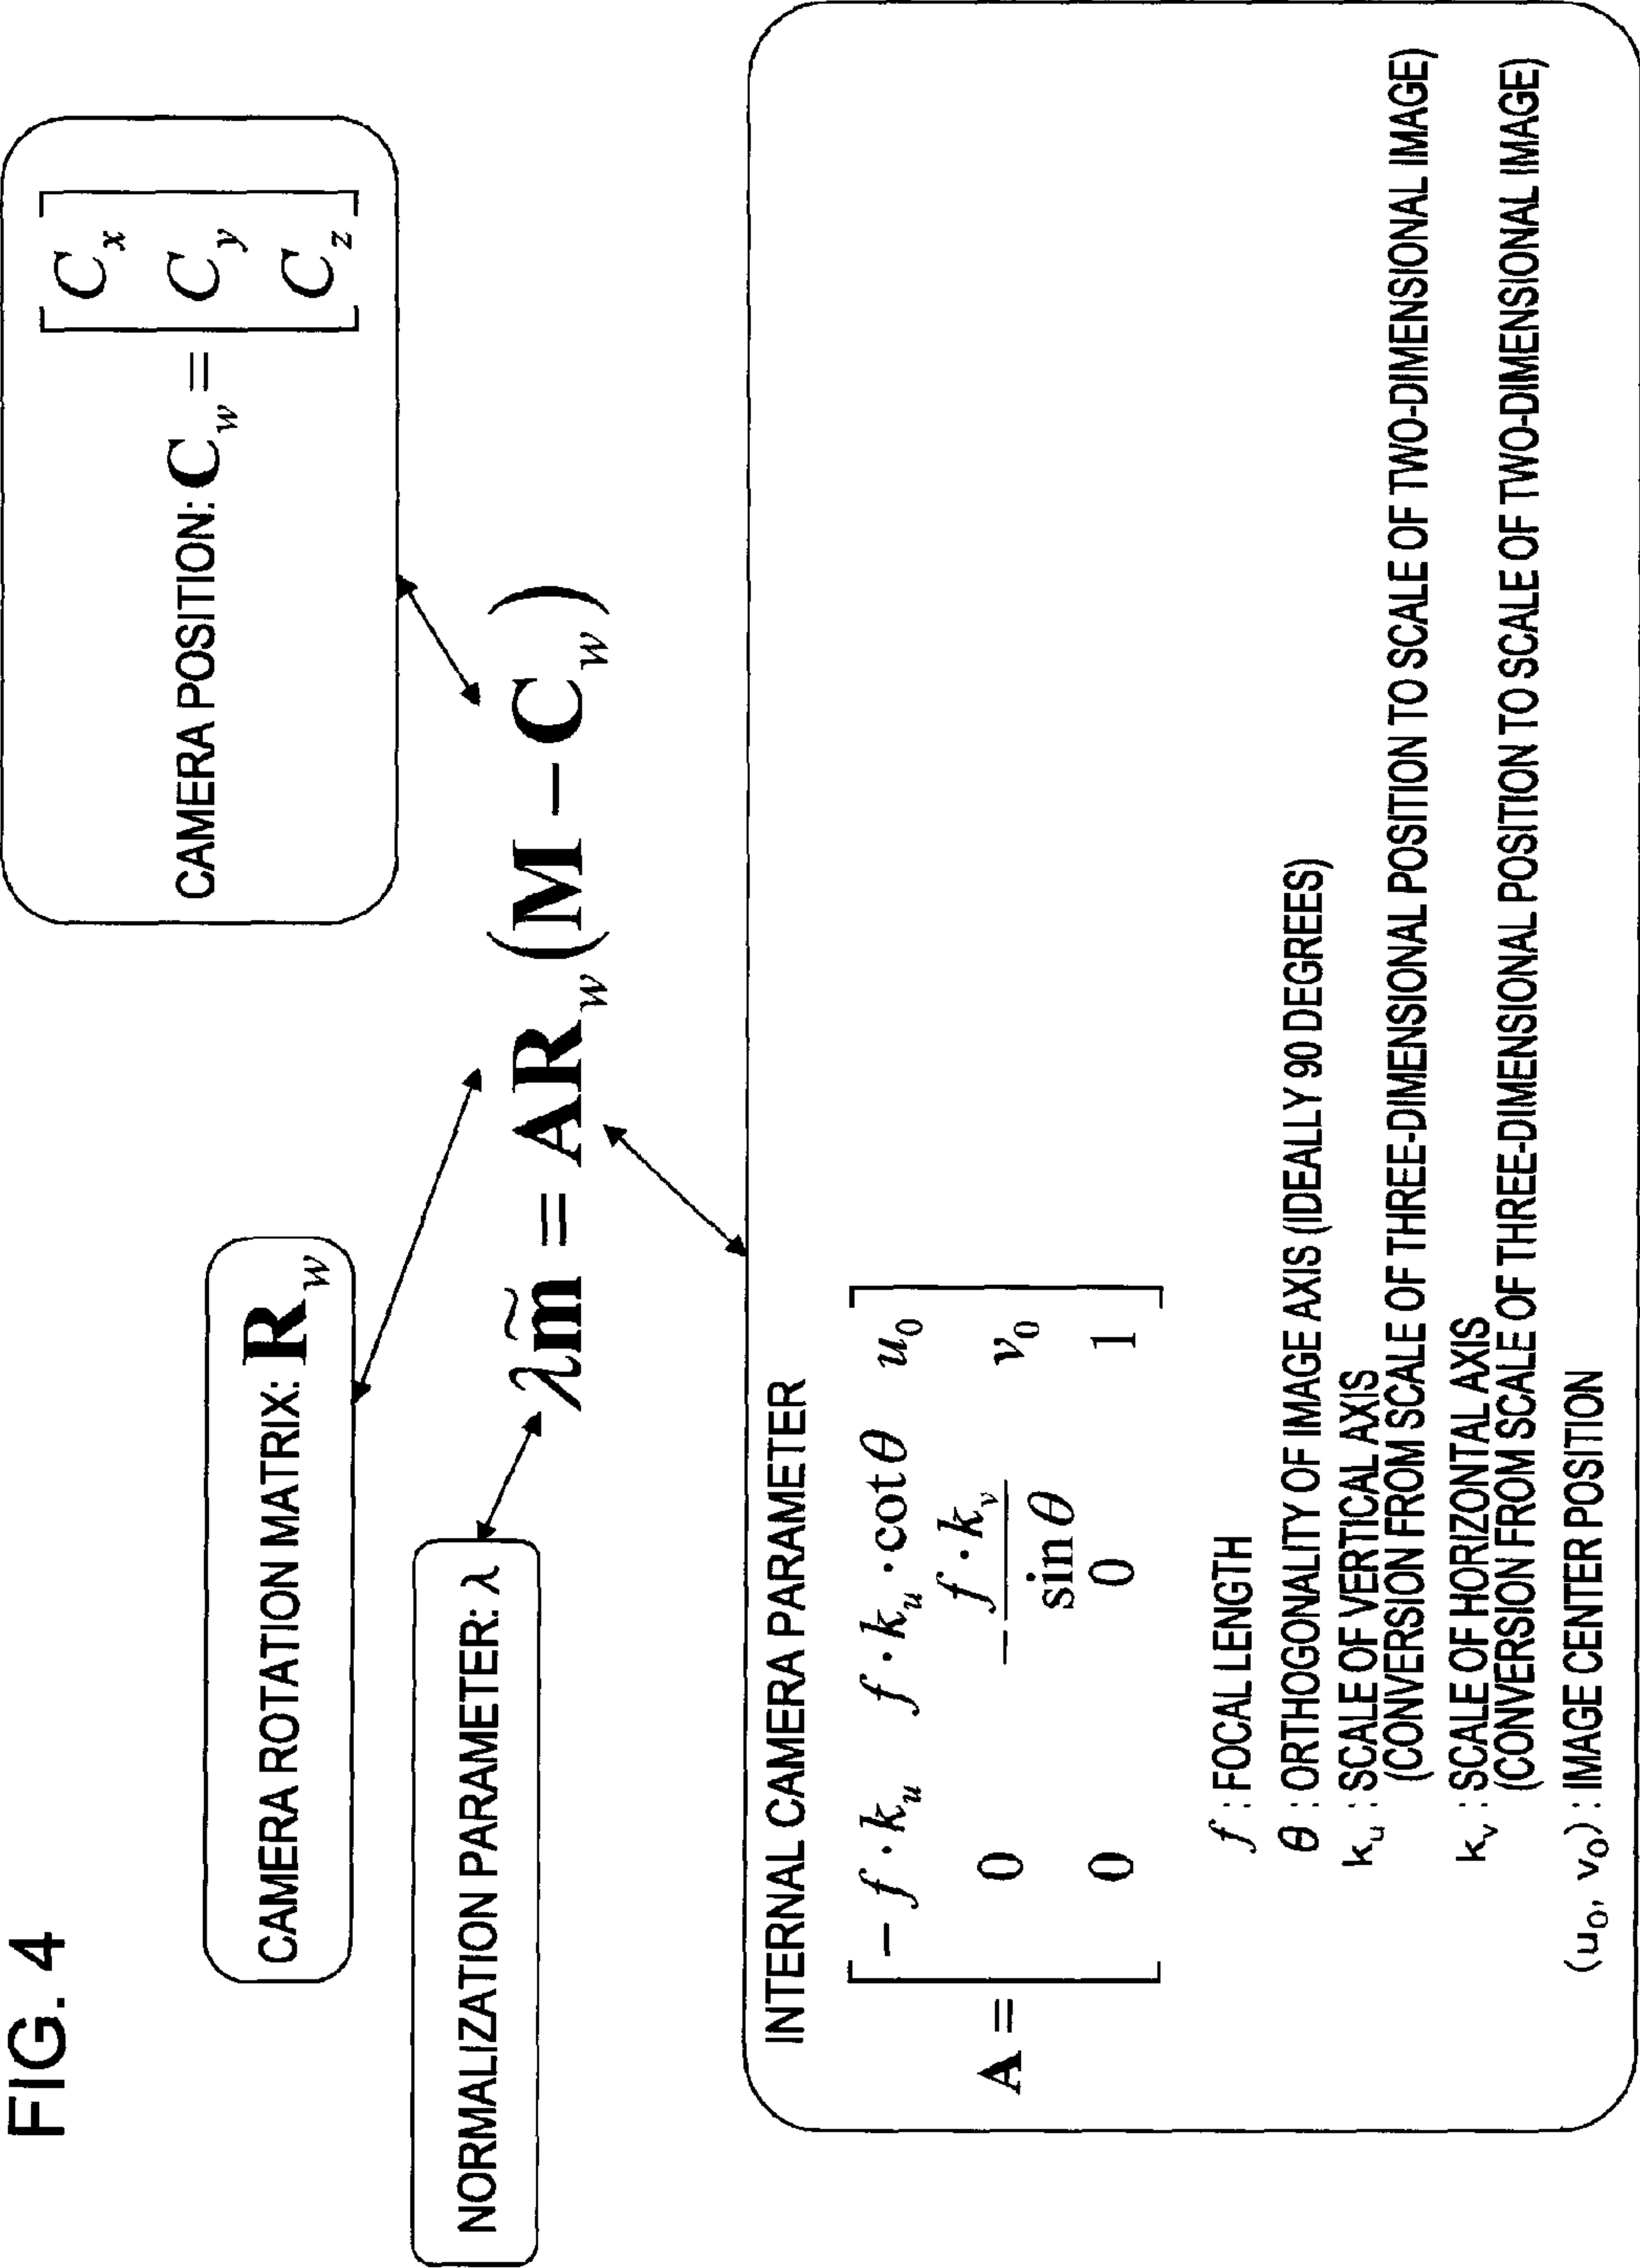 FIG. 4
CAMERA ROTATION MATRIX: R_w
CAMERA POSITION: C_w = [ C_x
C_y
C_z ]
NORMALIZATION PARAMETER: λ
λm̃ = AR_w (M − C_w)
INTERNAL CAMERA PARAMETER
A = [ − f · k_u   f · k_u · cot θ   u_0
0   − f · k_v / sin θ   v_0
0   0   1 ]
f : FOCAL LENGTH
θ : ORTHOGONALITY OF IMAGE AXIS (IDEALLY 90 DEGREES)
k_u : SCALE OF VERTICAL AXIS
(CONVERSION FROM SCALE OF THREE-DIMENSIONAL POSITION TO SCALE OF TWO-DIMENSIONAL IMAGE)
k_v : SCALE OF HORIZONTAL AXIS
(CONVERSION FROM SCALE OF THREE-DIMENSIONAL POSITION TO SCALE OF TWO-DIMENSIONAL IMAGE)
(u_0, v_0) : IMAGE CENTER POSITION